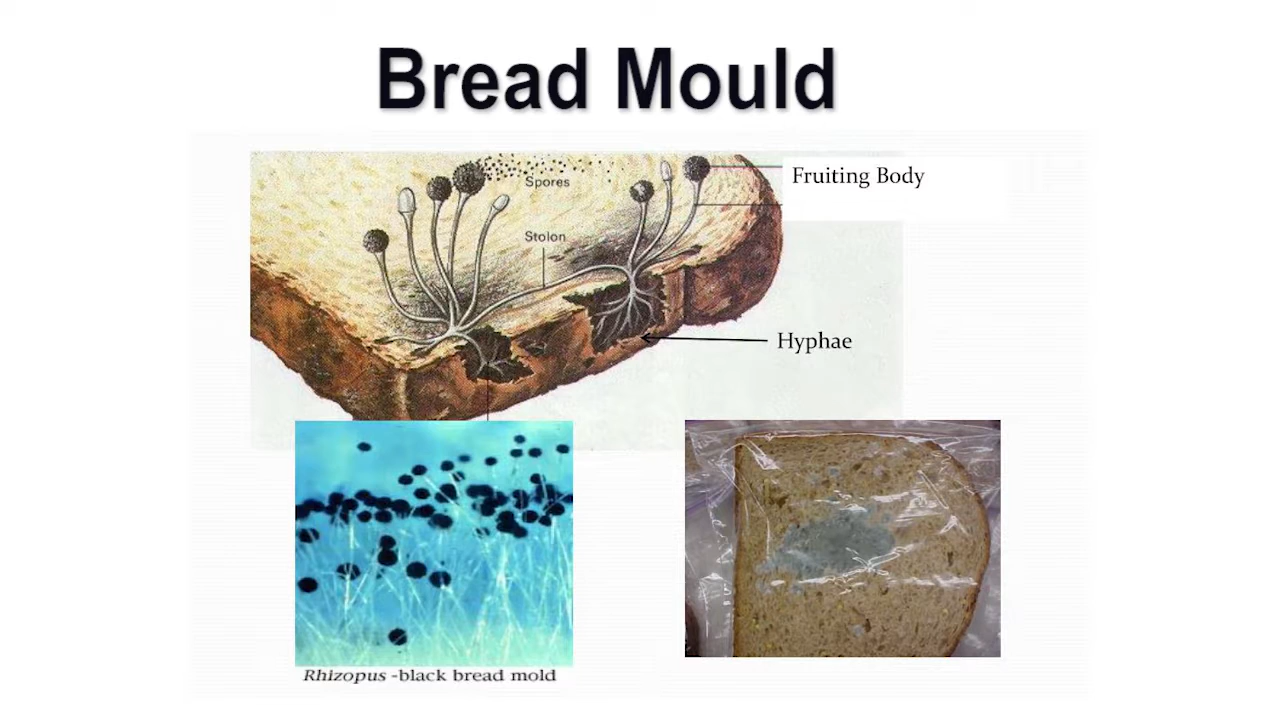 Bread Mould
Spores
Fruiting Body
Stolon
Hyphae
Rhizopus -black bread mold